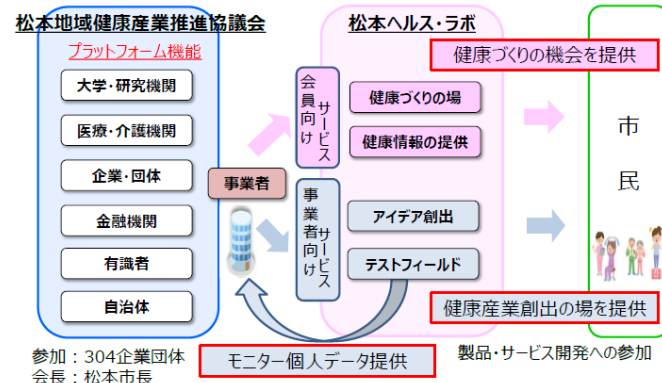 松本地域健康産業推進協議会
プラットフォーム機能
大学・研究機関
医療・介護機関
企業・団体
金融機関
有識者
自治体
参加：304企業団体
会長：松本市長
事業者
松本ヘルス・ラボ
会員向け
サービス
健康づくりの場
健康情報の提供
事業者向け
サービス
アイデア創出
テストフィールド
モニター個人データ提供
健康づくりの機会を提供
市民
健康産業創出の場を提供
製品・サービス開発への参加